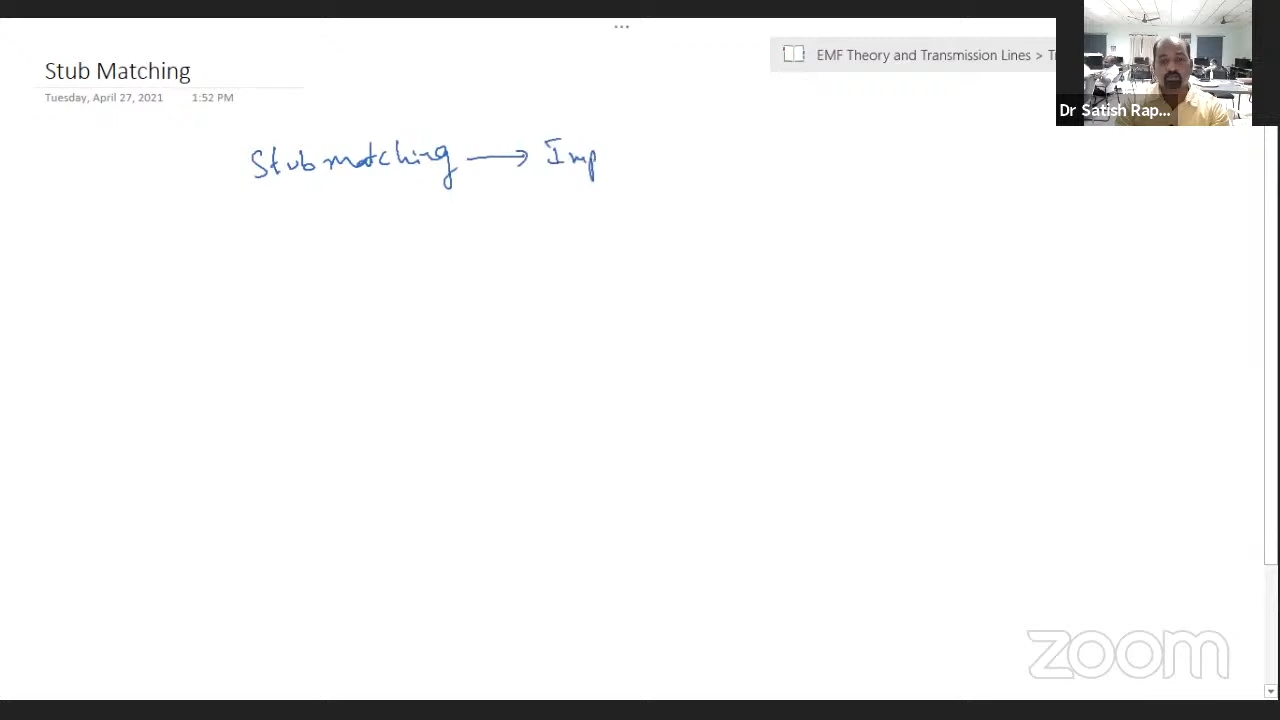 ...
EMF Theory and Transmission Lines > Tr
Stub Matching
Tuesday, April 27, 2021 1:52 PM
Dr Satish Rap...
Stub matching → Imp
zoom